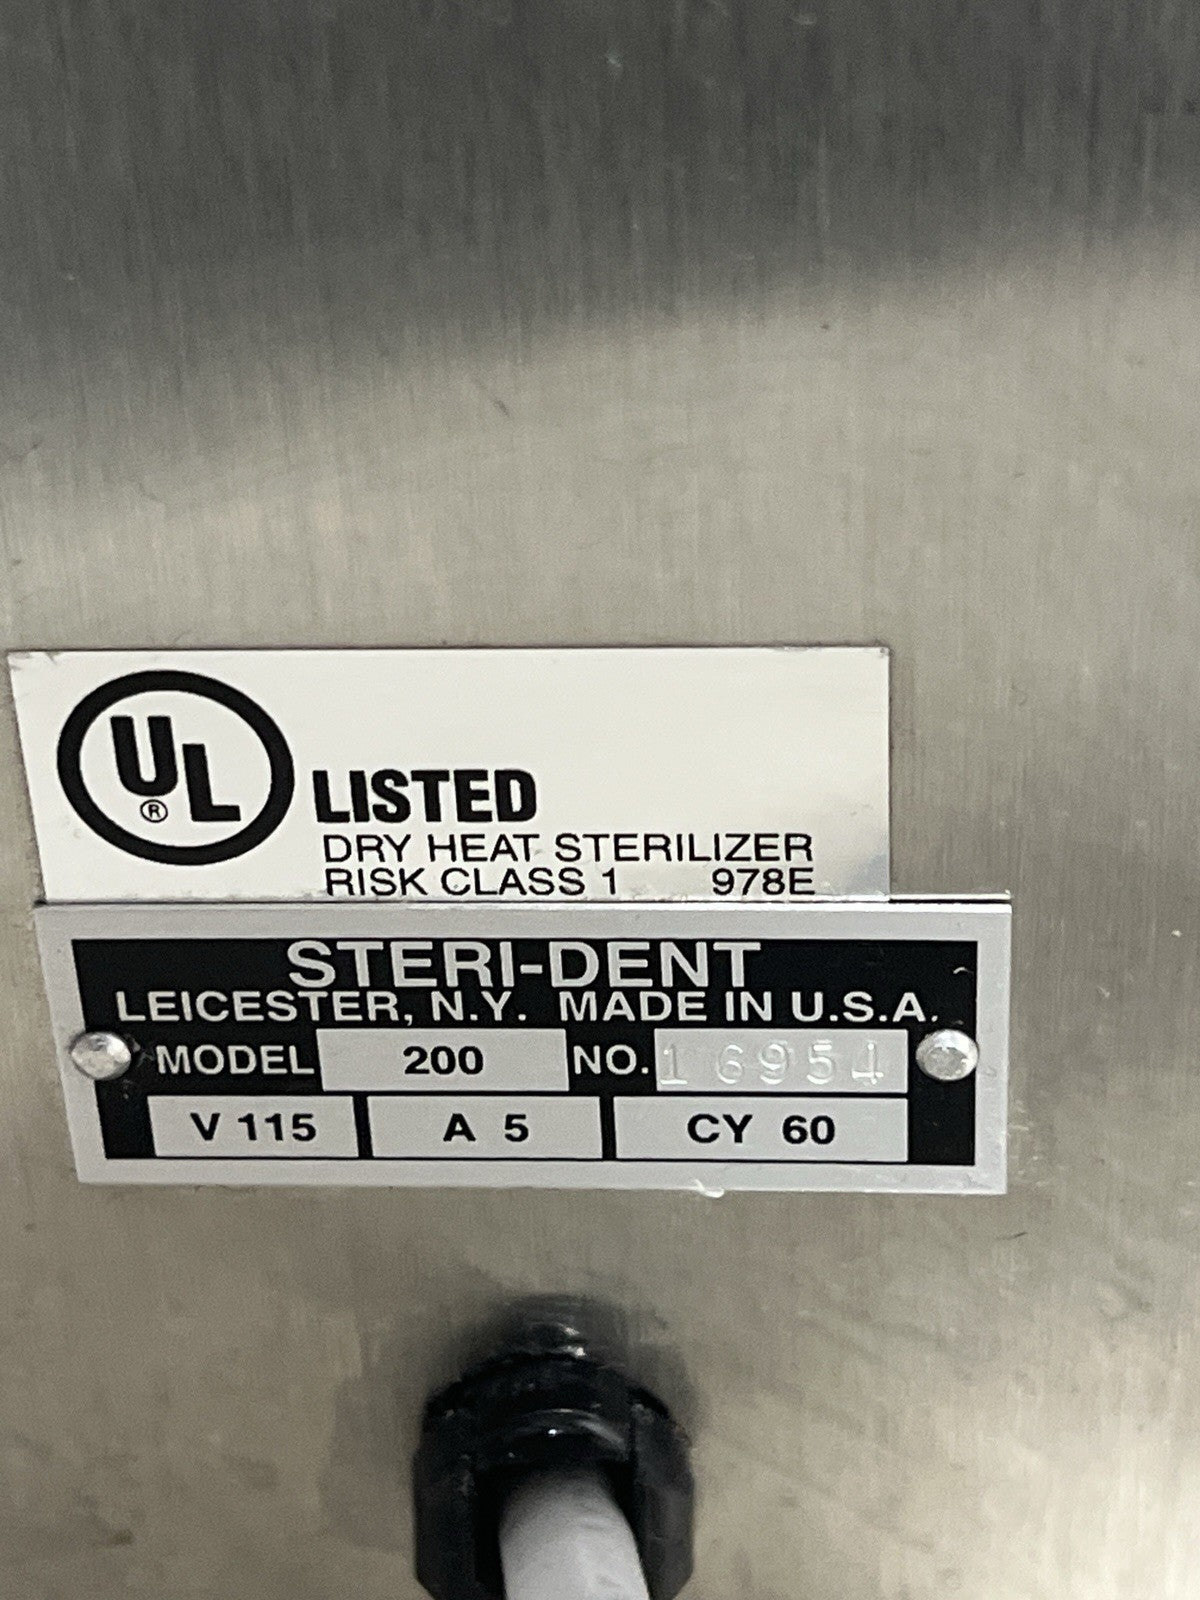 UL
®
LISTED
DRY HEAT STERILIZER
RISK CLASS 1 978E
STERI-DENT
LEICESTER, N.Y. MADE IN U.S.A.
MODEL 200 NO. 16954
V 115 A 5 CY 60